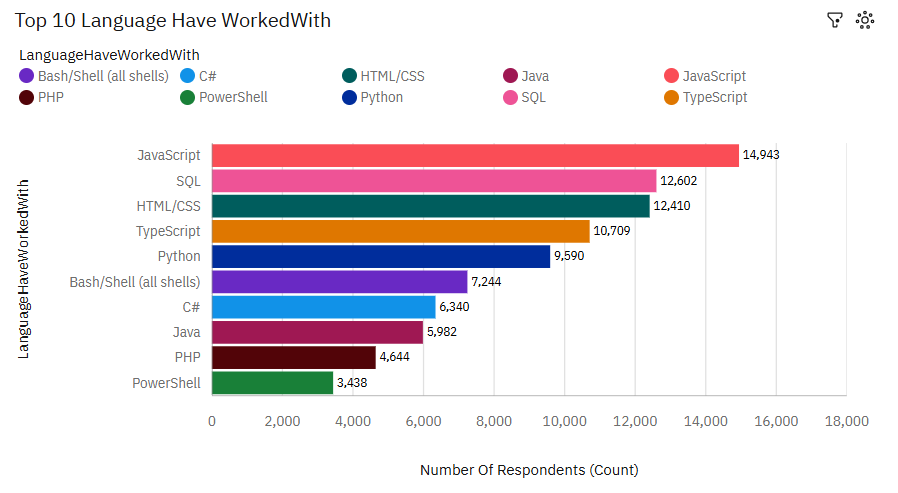 Top 10 Language Have WorkedWith
LanguageHaveWorkedWith
Bash/Shell (all shells) C# HTML/CSS Java JavaScript
PHP PowerShell Python SQL TypeScript
LanguageHaveWorkedWith
JavaScript 14,943
SQL 12,602
HTML/CSS 12,410
TypeScript 10,709
Python 9,590
Bash/Shell (all shells) 7,244
C# 6,340
Java 5,982
PHP 4,644
PowerShell 3,438
0 2,000 4,000 6,000 8,000 10,000 12,000 14,000 16,000 18,000
Number Of Respondents (Count)